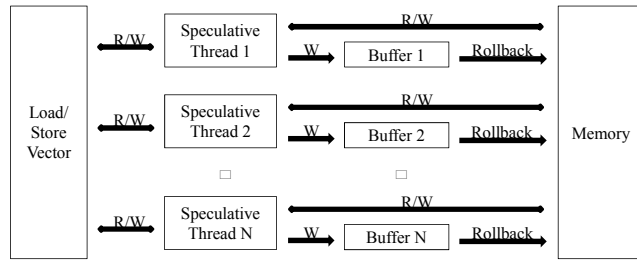 R/W
R/W
Speculative
Thread 1
W
Buffer 1
Rollback
R/W
R/W
Speculative
Thread 2
W
Buffer 2
Rollback
Load/
Store
Vector
Memory
R/W
R/W
Speculative
Thread N
W
Buffer N
Rollback